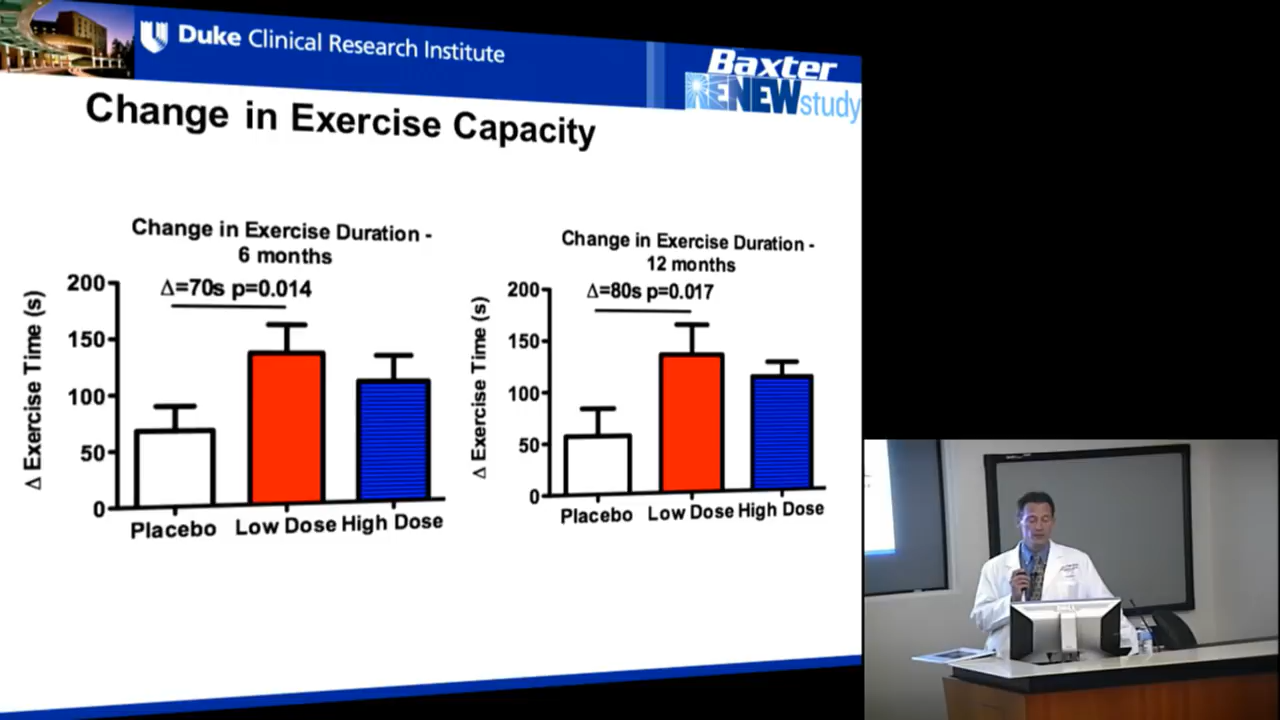 Duke Clinical Research Institute
Baxter
RENEW study
Change in Exercise Capacity
Change in Exercise Duration -
6 months
Δ=70s p=0.014
Δ Exercise Time (s)
200
150
100
50
0
Placebo Low Dose High Dose
Change in Exercise Duration -
12 months
Δ=80s p=0.017
Δ Exercise Time (s)
200
150
100
50
0
Placebo Low Dose High Dose